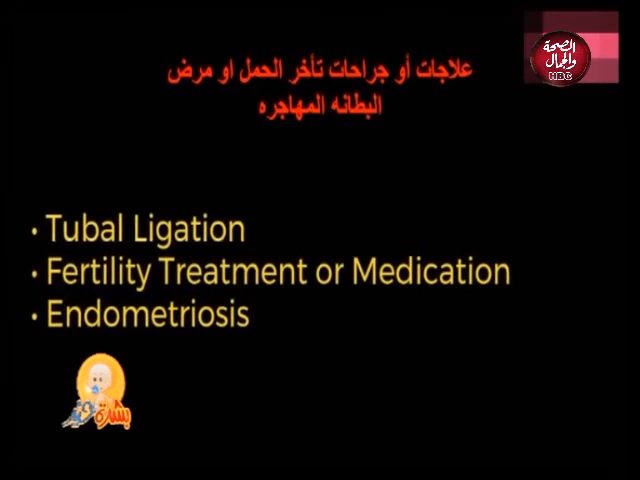 الصحة
والجمال
HBC
علاجات أو جراحات تأخر الحمل او مرض
البطانه المهاجره
• Tubal Ligation
• Fertility Treatment or Medication
• Endometriosis
بشرة خير